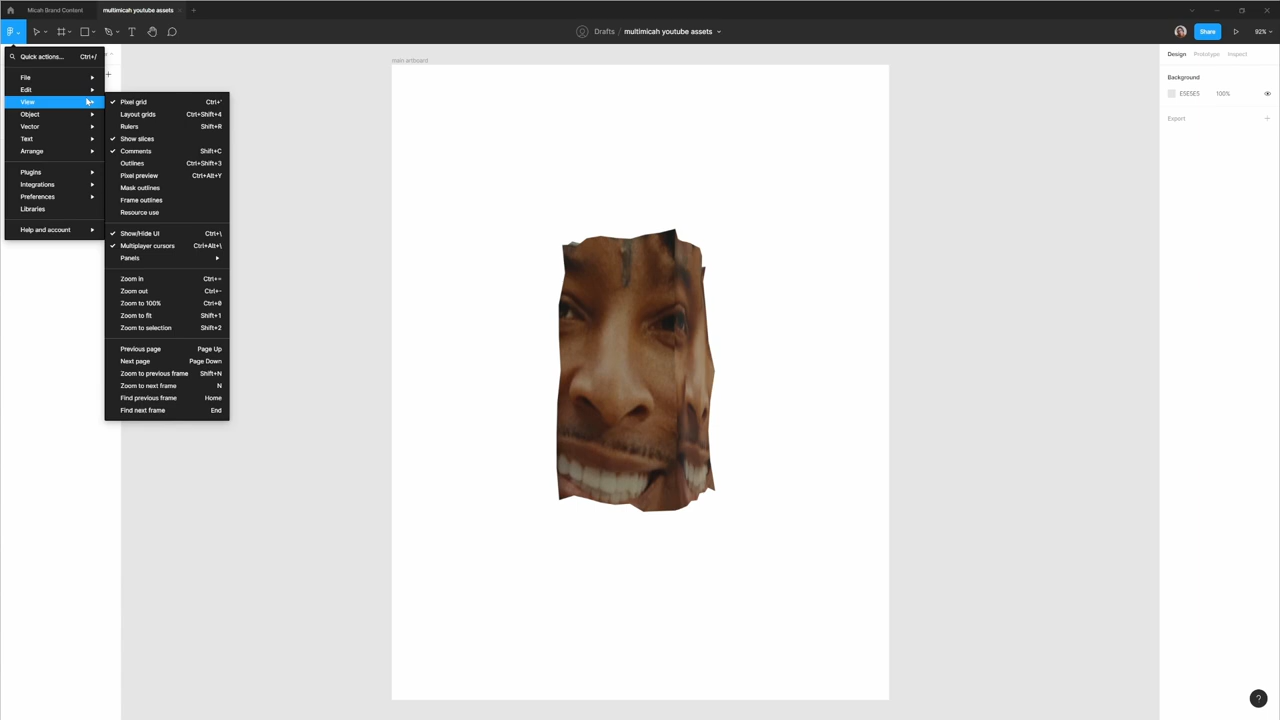 Micah Brand Content
multimicah youtube assets
Drafts / multimicah youtube assets
Share
92%
Quick actions... Ctrl+/
File
Edit
View
Object
Vector
Text
Arrange
Plugins
Integrations
Preferences
Libraries
Help and account
Pixel grid Ctrl+'
Layout grids Ctrl+Shift+4
Rulers Shift+R
Show slices
Comments Shift+C
Outlines Ctrl+Shift+3
Pixel preview Ctrl+Alt+Y
Mask outlines
Frame outlines
Resource use
Show/Hide UI Ctrl+\
Multiplayer cursors Ctrl+Alt+\
Panels
Zoom in Ctrl+=
Zoom out Ctrl+-
Zoom to 100% Ctrl+0
Zoom to fit Shift+1
Zoom to selection Shift+2
Previous page Page Up
Next page Page Down
Zoom to previous frame Shift+N
Zoom to next frame N
Find previous frame Home
Find next frame End
main artboard
Design Prototype Inspect
Background
E5E5E5 100%
Export
?